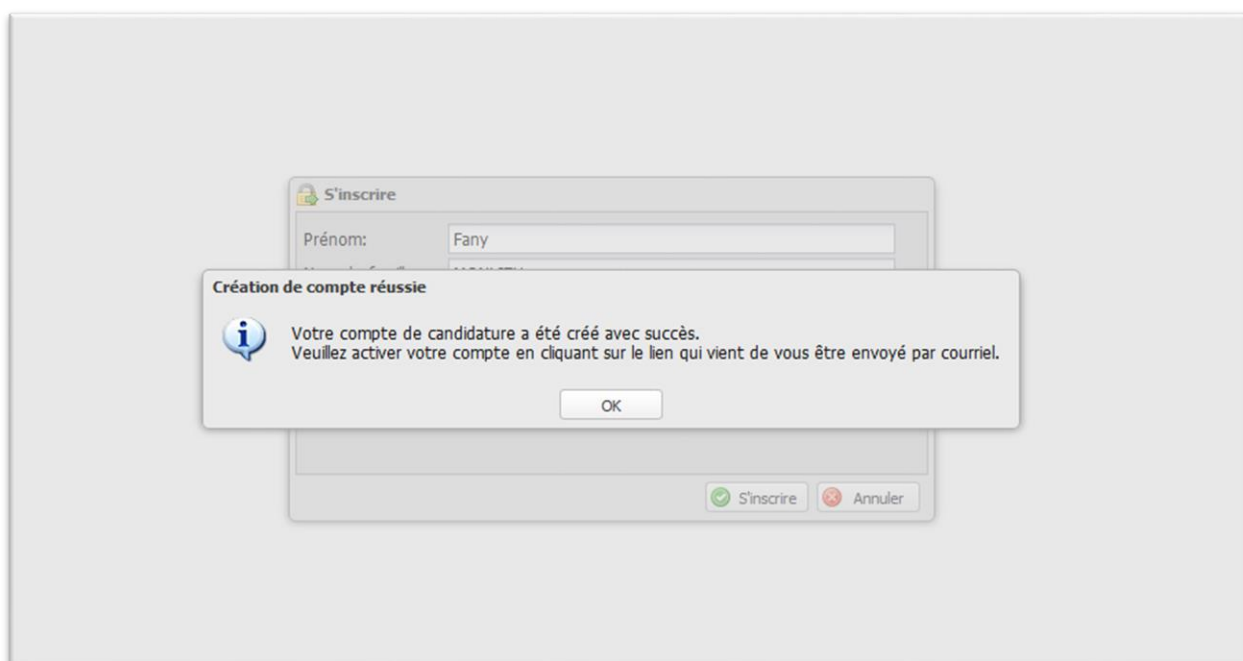 S'inscrire
Prénom:
Fany
Création de compte réussie
Votre compte de candidature a été créé avec succès.
Veuillez activer votre compte en cliquant sur le lien qui vient de vous être envoyé par courriel.
OK
S'inscrire
Annuler